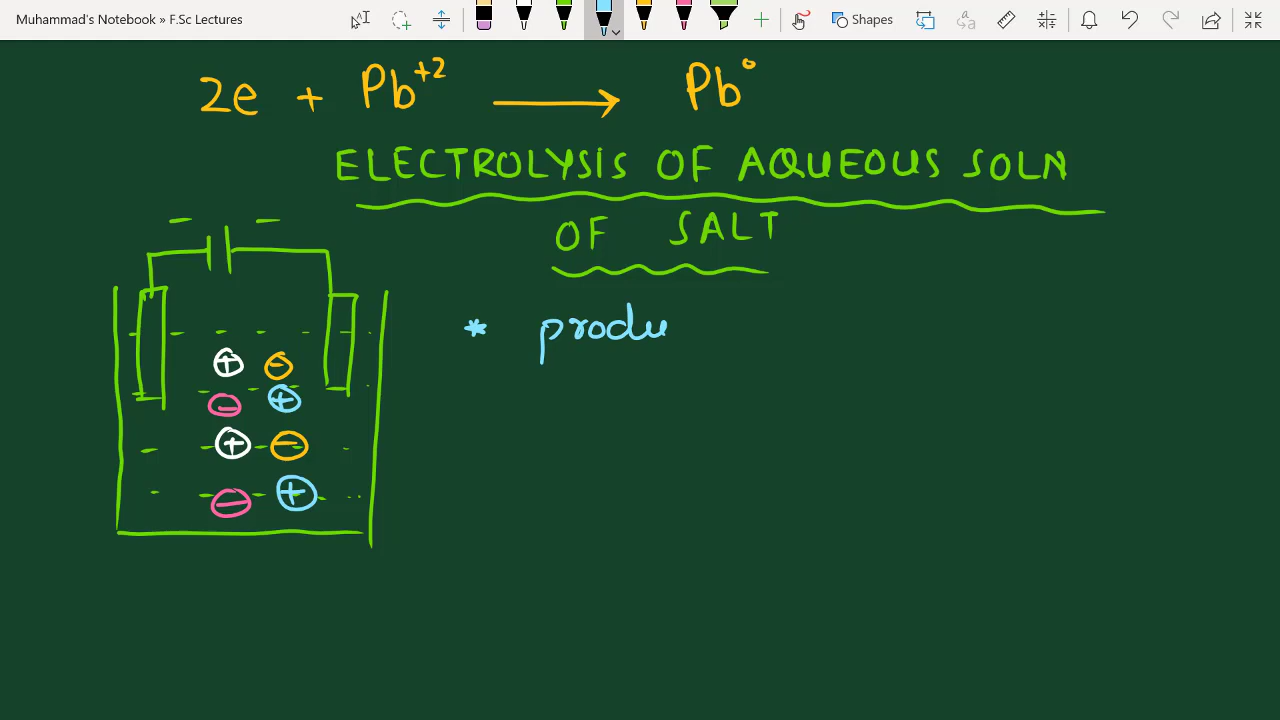 Muhammad's Notebook » F.Sc Lectures
Shapes
2e + Pb⁺² → Pb°
ELECTROLYSIS OF AQUEOUS SOLN
OF SALT
* produ